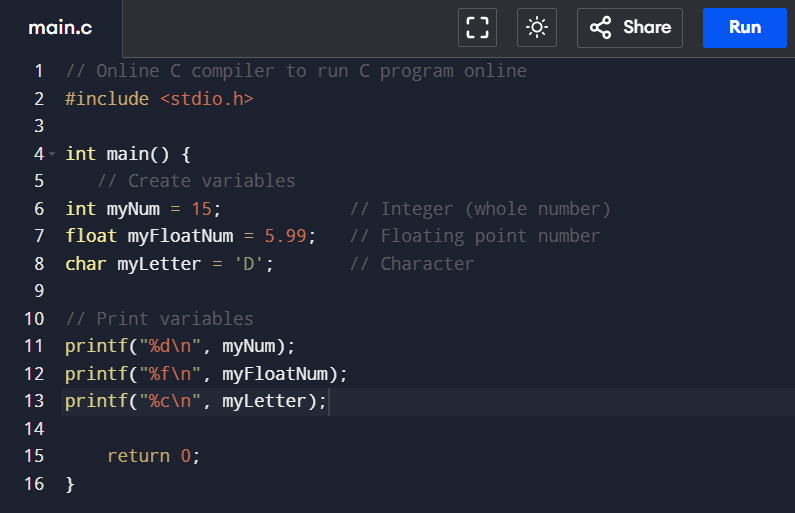 main.c Share Run
1 // Online C compiler to run C program online
2 #include <stdio.h>
3
4 int main() {
5    // Create variables
6 int myNum = 15;            // Integer (whole number)
7 float myFloatNum = 5.99;   // Floating point number
8 char myLetter = 'D';       // Character
9
10 // Print variables
11 printf("%d\n", myNum);
12 printf("%f\n", myFloatNum);
13 printf("%c\n", myLetter);
14
15     return 0;
16 }